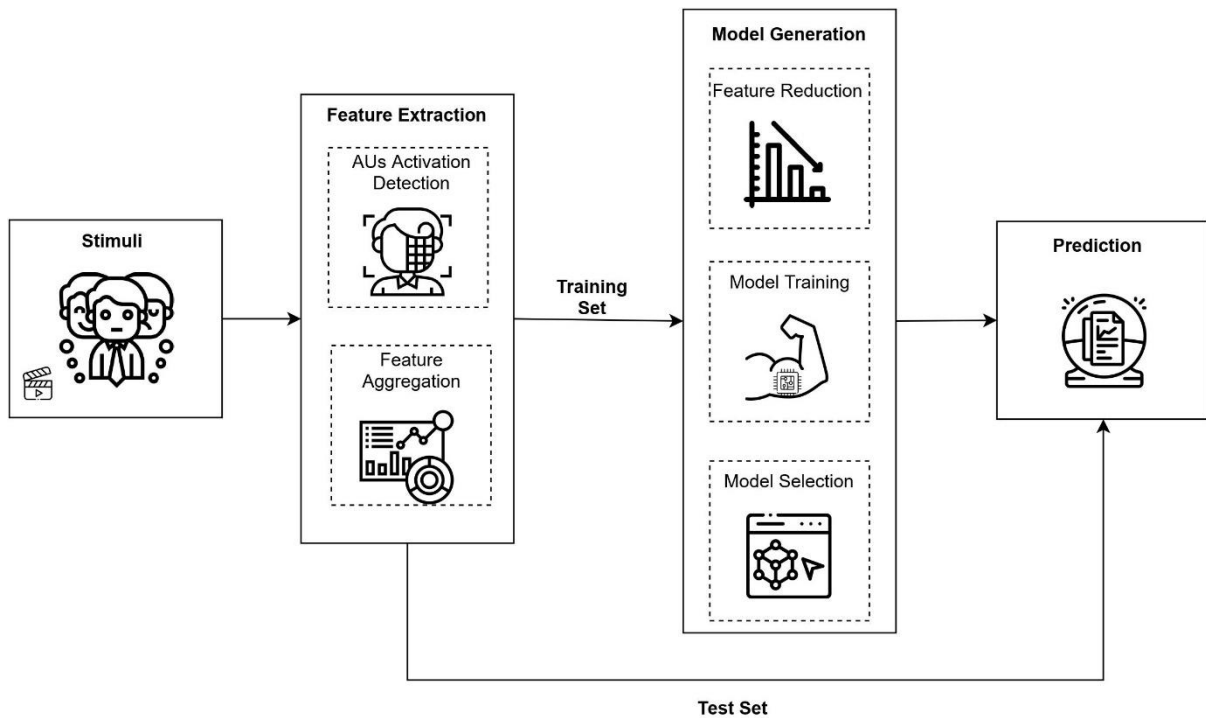 Stimuli
Feature Extraction
AUs Activation
Detection
Feature
Aggregation
Training
Set
Model Generation
Feature Reduction
Model Training
Model Selection
Prediction
Test Set